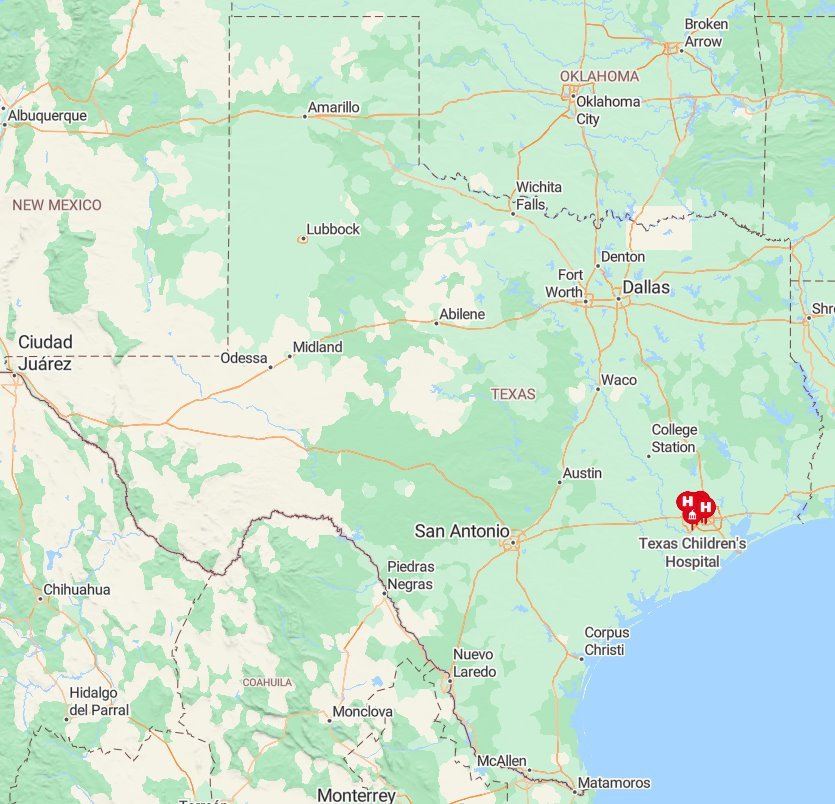 Broken
Arrow
OKLAHOMA
Oklahoma
City
Amarillo
Albuquerque
Wichita
Falls
NEW MEXICO
Lubbock
Denton
Fort
Worth
Dallas
Abilene
Shre
Ciudad
Juárez
Midland
Odessa
Waco
TEXAS
College
Station
Austin
H
H
San Antonio
Texas Children's
Hospital
Piedras
Negras
Chihuahua
Corpus
Christi
Nuevo
Laredo
COAHUILA
Hidalgo
del Parral
Monclova
McAllen
Matamoros
Monterrey